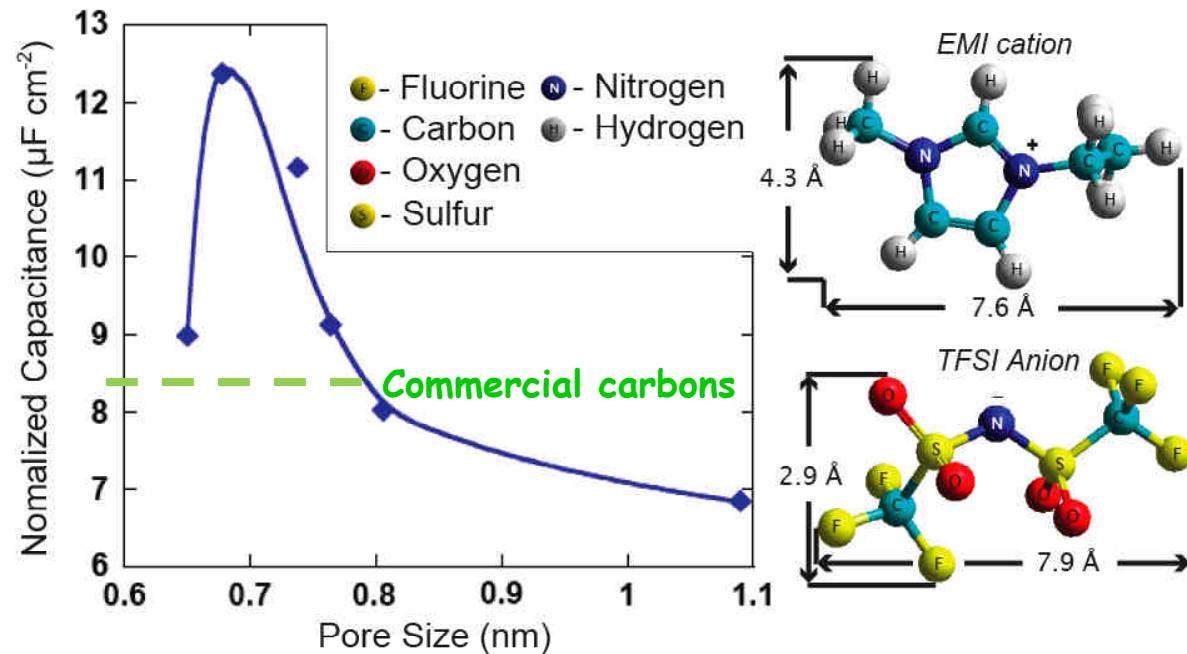 Nomalized Capacitance (µF cm-2)
13
12
11
10
9
8
7
6
0.6
0.7
0.8
0.9
1
1.1
Pore Size (nm)
Commercial carbons
F - Fluorine
N - Nitrogen
C - Carbon
H - Hydrogen
O - Oxygen
S - Sulfur
EMI cation
H
H
H
H
C
C
N
N
+
C
C
C
C
H
H
H
H
H
H
4.3 Å
7.6 Å
TFSI Anion
O
N
−
F
F
C
F
S
S
O
O
O
F
C
F
F
2.9 Å
7.9 Å